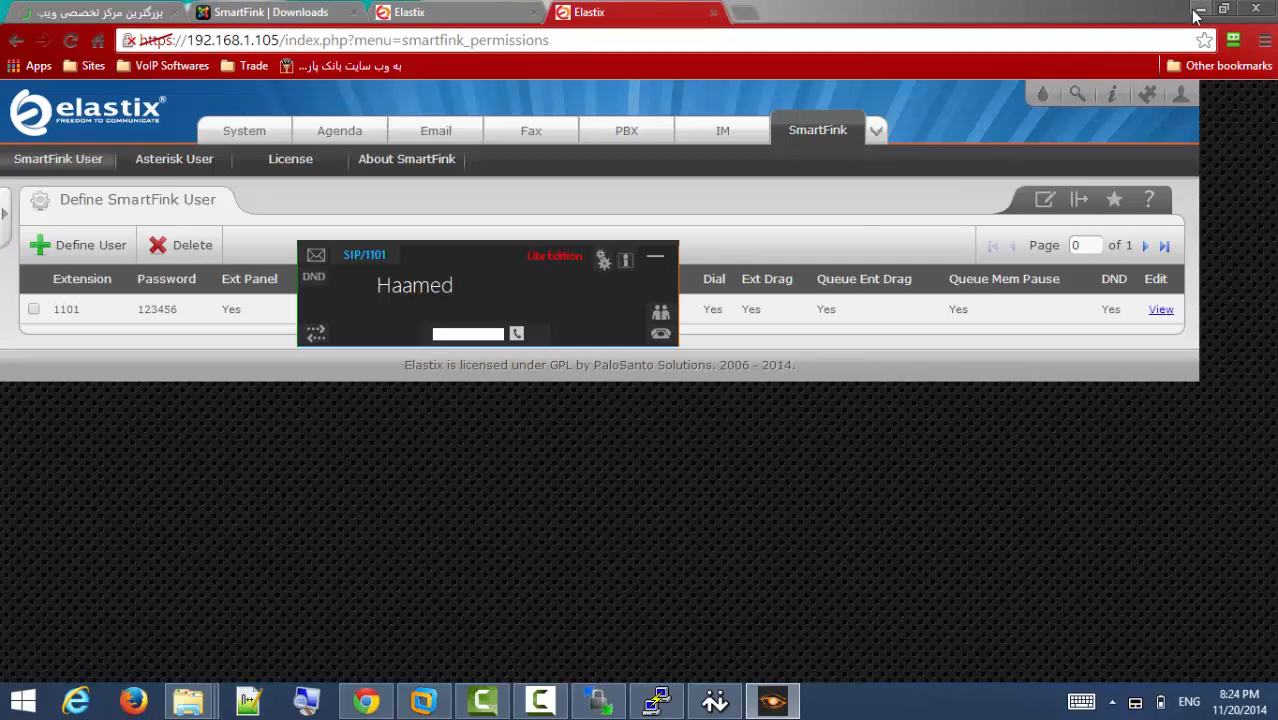 بزرگترین مرکز تخصصی ویپ
SmartFink | Downloads
Elastix
Elastix
https://192.168.1.105/index.php?menu=smartfink_permissions
Apps
Sites
VoIP Softwares
Trade
به وب سایت بانک پار...
Other bookmarks
elastix
FREEDOM TO COMMUNICATE
System
Agenda
Email
Fax
PBX
IM
SmartFink
SmartFink User
Asterisk User
License
About SmartFink
Define SmartFink User
Define User
Delete
Page 0 of 1
Extension Password Ext Panel Dial Ext Drag Queue Ent Drag Queue Mem Pause DND Edit
1101 123456 Yes Yes Yes Yes Yes Yes View
SIP/1101
Lite Edition
DND
Haamed
Elastix is licensed under GPL by PaloSanto Solutions. 2006 - 2014.
ENG
8:24 PM
11/20/2014